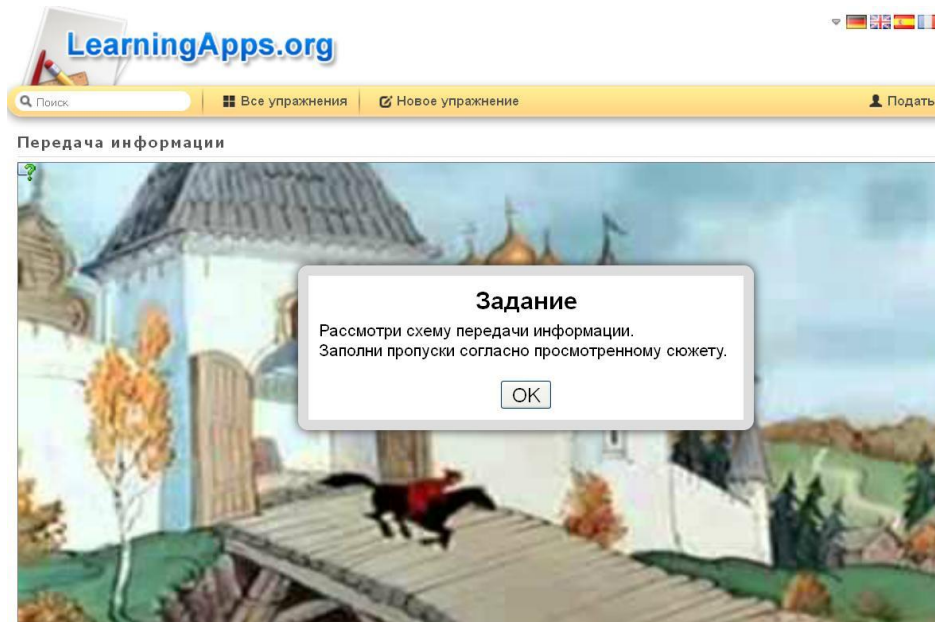 LearningApps.org
Поиск
Все упражнения
Новое упражнение
Подать
Передача информации
Задание
Рассмотри схему передачи информации.
Заполни пропуски согласно просмотренному сюжету.
OK